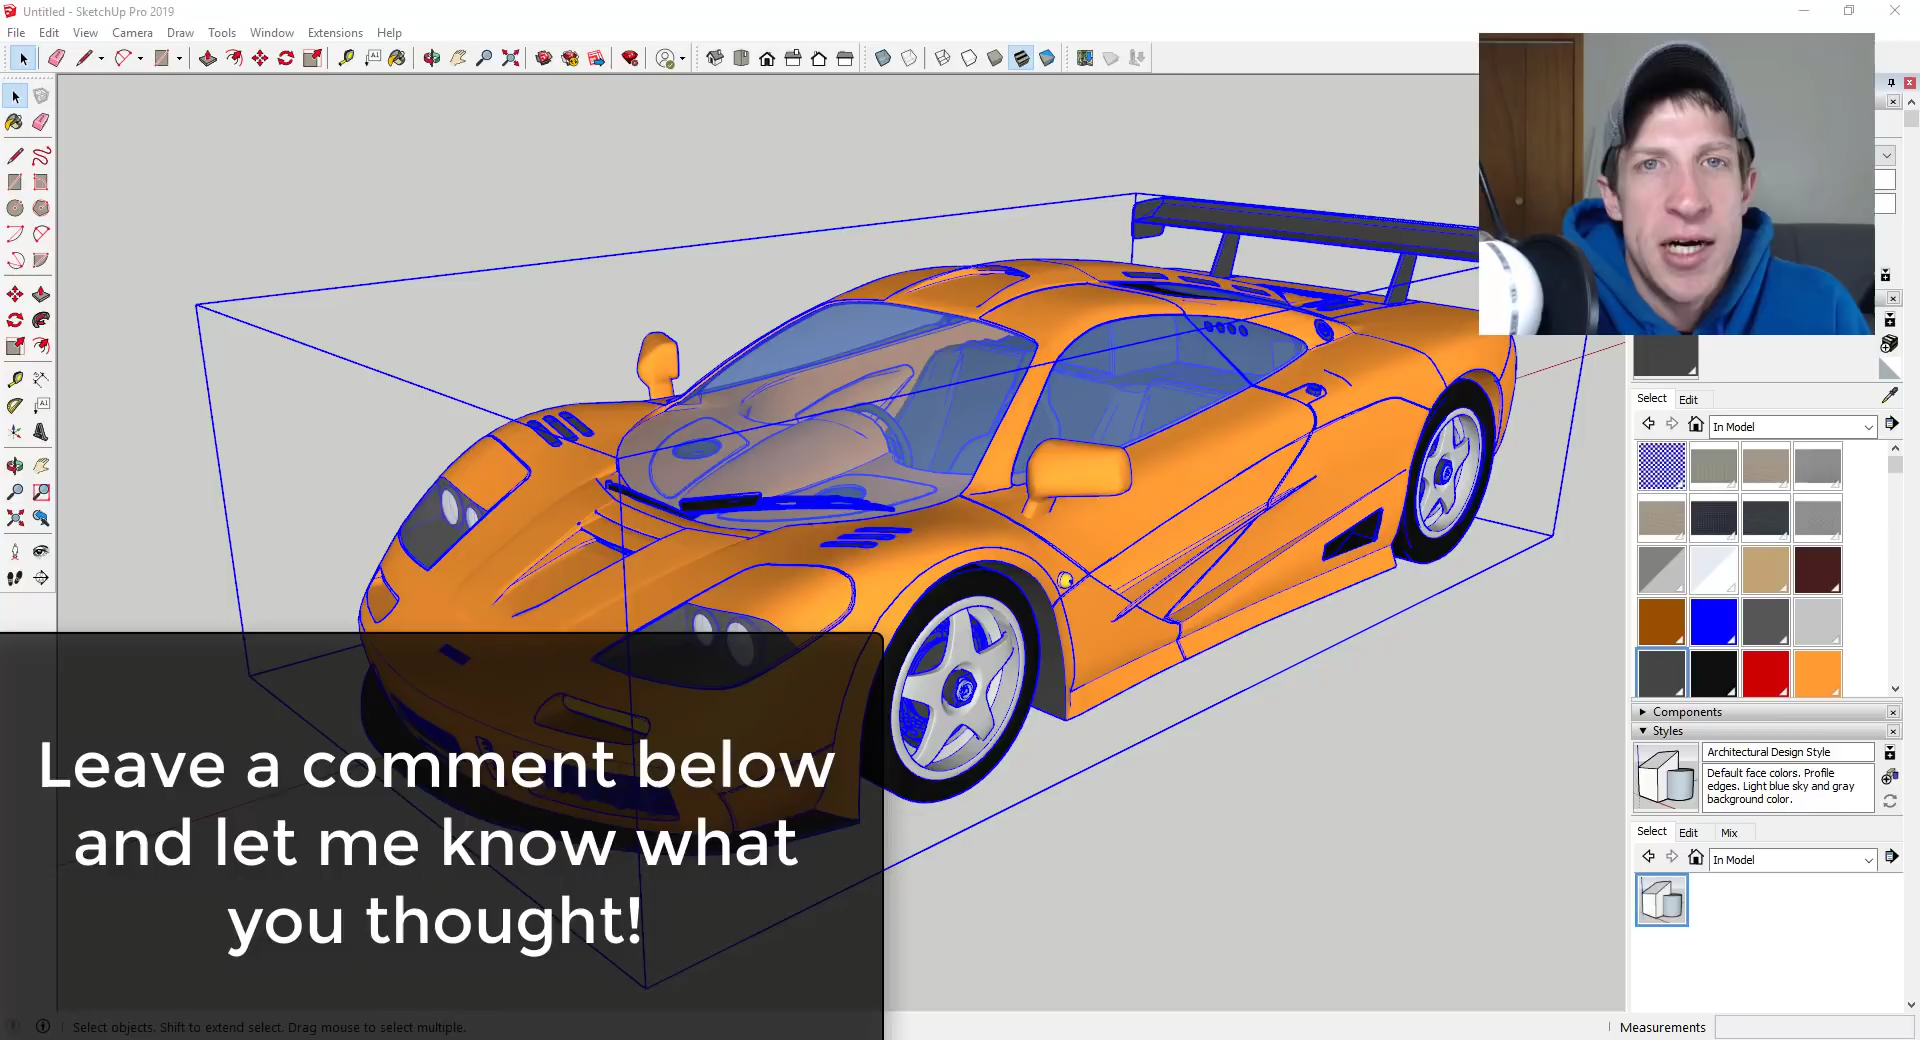 Untitled - SketchUp Pro 2019
File Edit View Camera Draw Tools Window Extensions Help
Select Edit
In Model
Components
Styles
Architectural Design Style
Default face colors. Profile
edges. Light blue sky and gray
background color.
Select Edit Mix
In Model
Leave a comment below
and let me know what
you thought!
Select objects. Shift to extend select. Drag mouse to select multiple.
Measurements